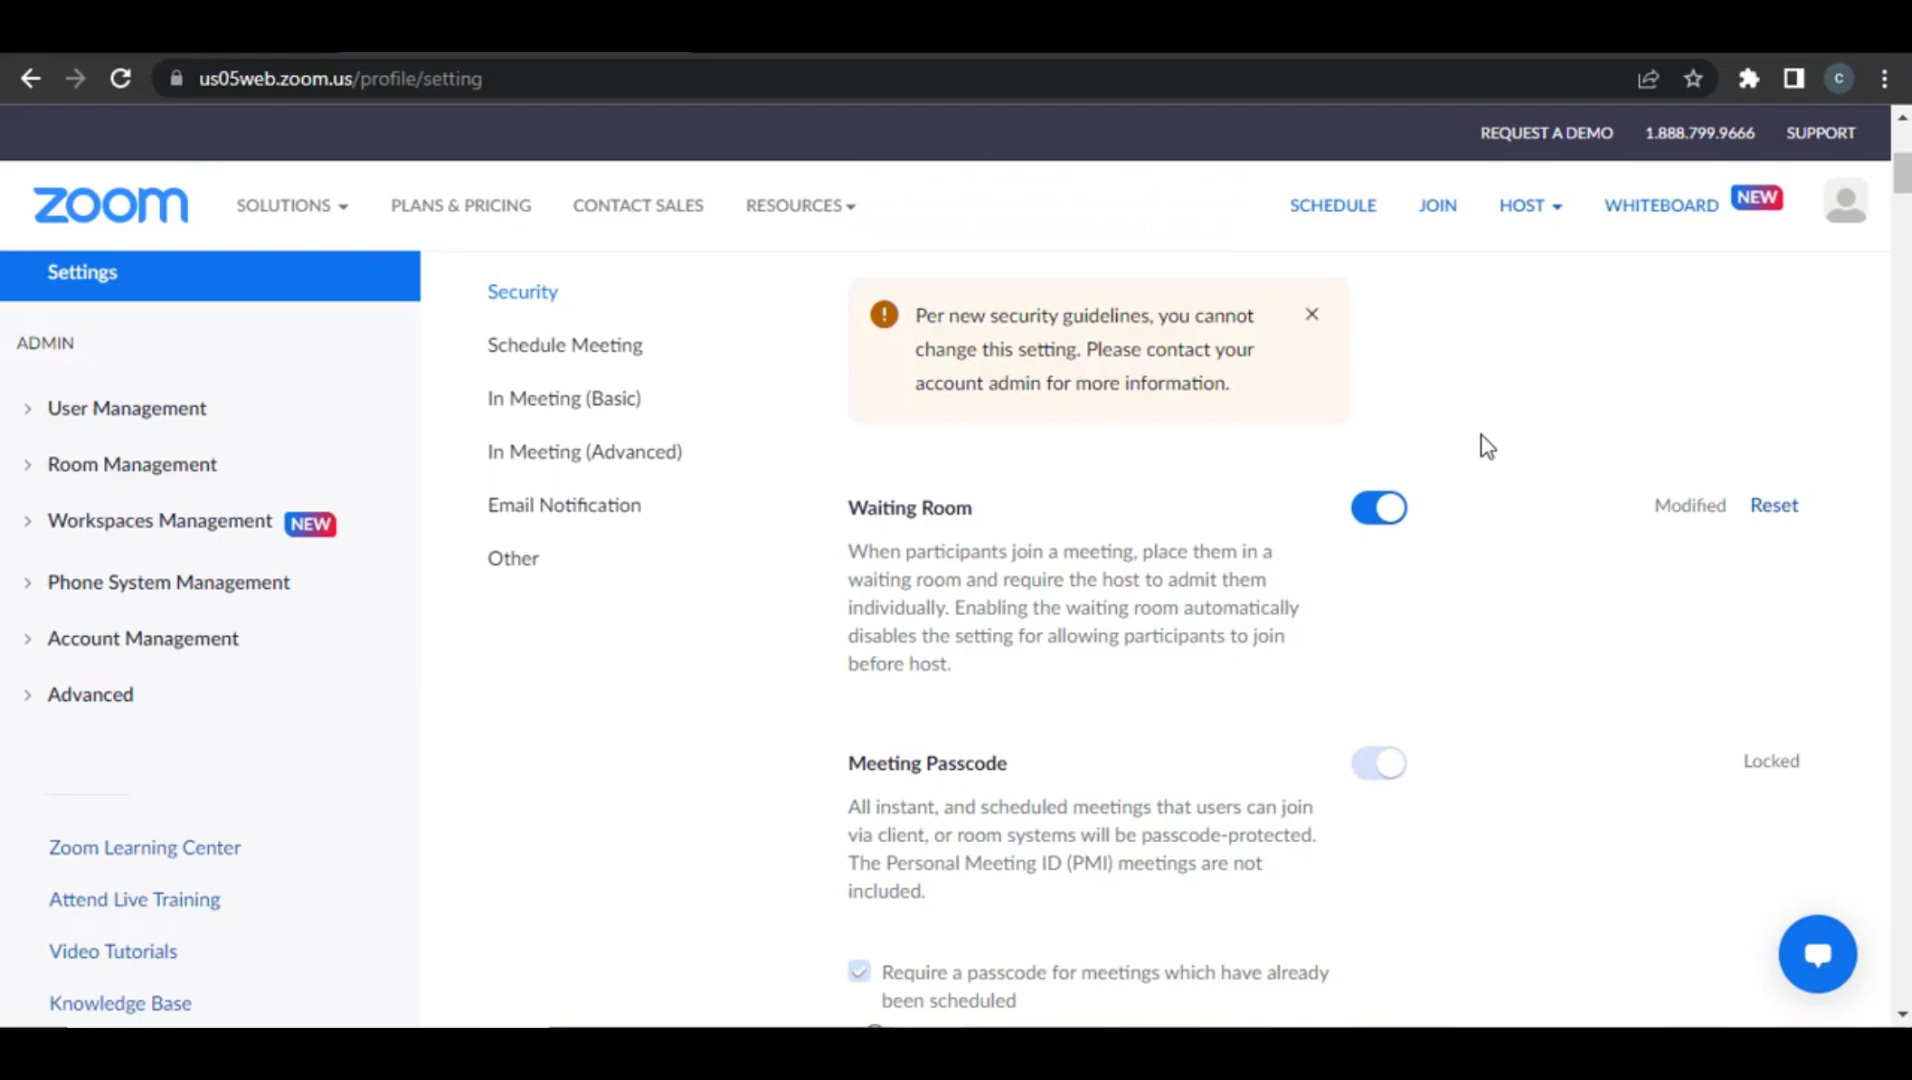 us05web.zoom.us/profile/setting
C
REQUEST A DEMO 1.888.799.9666 SUPPORT
zoom SOLUTIONS PLANS & PRICING CONTACT SALES RESOURCES SCHEDULE JOIN HOST WHITEBOARD NEW
Settings
ADMIN
User Management
Room Management
Workspaces Management NEW
Phone System Management
Account Management
Advanced
Zoom Learning Center
Attend Live Training
Video Tutorials
Knowledge Base
Security
Schedule Meeting
In Meeting (Basic)
In Meeting (Advanced)
Email Notification
Other
Per new security guidelines, you cannot
change this setting. Please contact your
account admin for more information.
Waiting Room Modified Reset
When participants join a meeting, place them in a
waiting room and require the host to admit them
individually. Enabling the waiting room automatically
disables the setting for allowing participants to join
before host.
Meeting Passcode Locked
All instant, and scheduled meetings that users can join
via client, or room systems will be passcode-protected.
The Personal Meeting ID (PMI) meetings are not
included.
Require a passcode for meetings which have already
been scheduled